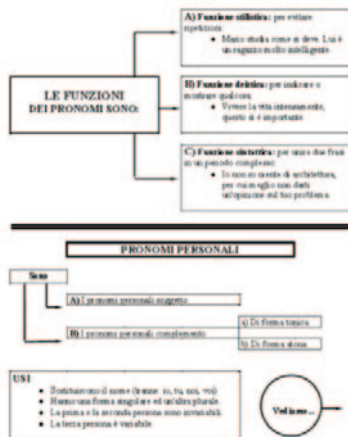 A) Funzione stilistica: per evitare
ripetizioni
Mario studia come si deve. Lui è
un ragazzo molto intelligente
LE FUNZIONI
DEI PRONOMI SONO:
B) Funzione deittica: per indicare o
mostrare qualcosa
Vivere la vita intensamente,
questo sì è importante
C) Funzione sintattica: per unire due frasi
in un periodo complesso
Io non so niente di architettura,
per cui meglio non darti
un'opinione sul tuo problema
PRONOMI PERSONALI
Sono
A) I pronomi personali soggetto
a) Di forma tonica
B) I pronomi personali complemento
b) Di forma atona
USI
Sostituiscono il nome (tranne: io, tu, noi, voi)
Hanno una forma singolare ed un'altra plurale
La prima e la seconda persona sono invariabili
La terza persona è variabile
Vediamo...